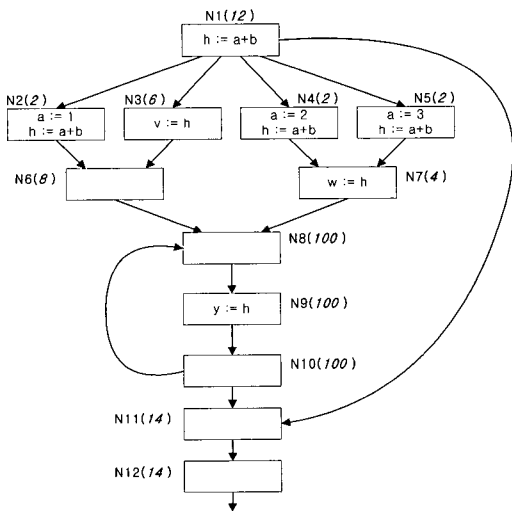 N1(12)
h := a+b
N2(2)
a := 1
h := a+b
N3(6)
v := h
N4(2)
a := 2
h := a+b
N5(2)
a := 3
h := a+b
N6(8)
w := h
N7(4)
N8(100)
y := h
N9(100)
N10(100)
N11(14)
N12(14)